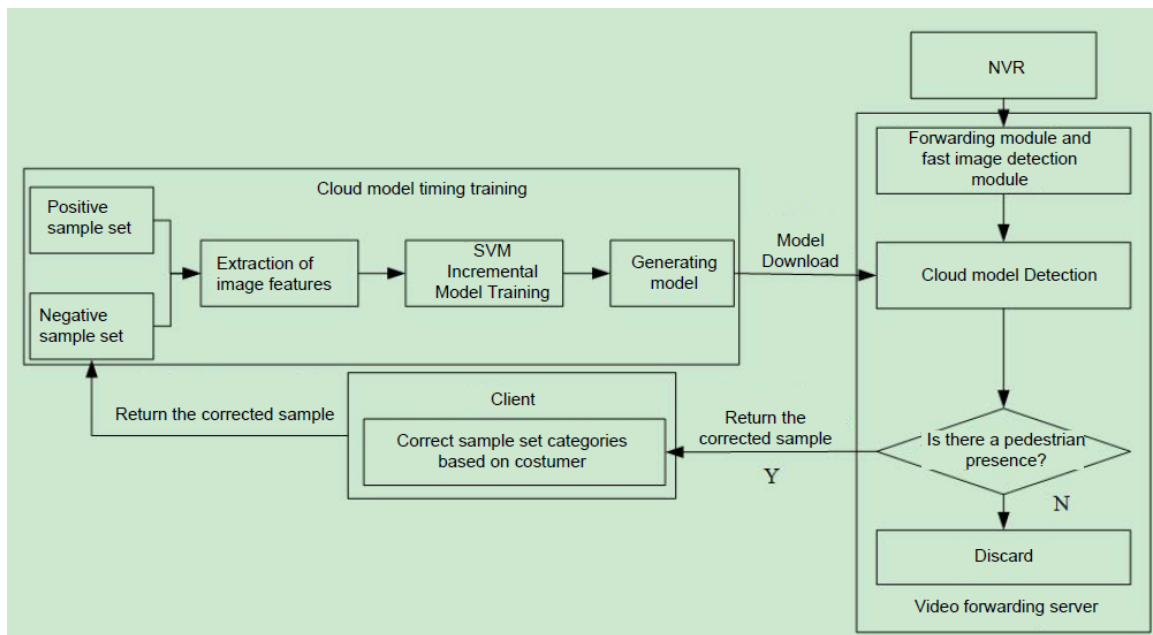 NVR
Forwarding module and
fast image detection
module
Cloud model timing training
Positive
sample set
Negative
sample set
Extraction of
image features
SVM
Incremental
Model Training
Generating
model
Model
Download
Cloud model Detection
Return the corrected sample
Client
Correct sample set categories
based on costumer
Return the
corrected sample
Y
Is there a pedestrian
presence?
N
Discard
Video forwarding server